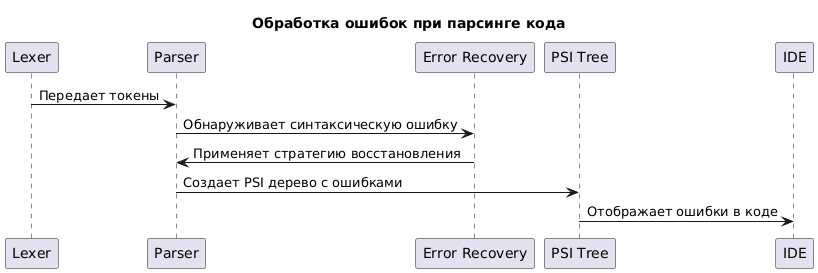 Обработка ошибок при парсинге кода
Lexer Parser Error Recovery PSI Tree IDE
Передает токены
Обнаруживает синтаксическую ошибку
Применяет стратегию восстановления
Создает PSI дерево с ошибками
Отображает ошибки в коде
Lexer Parser Error Recovery PSI Tree IDE